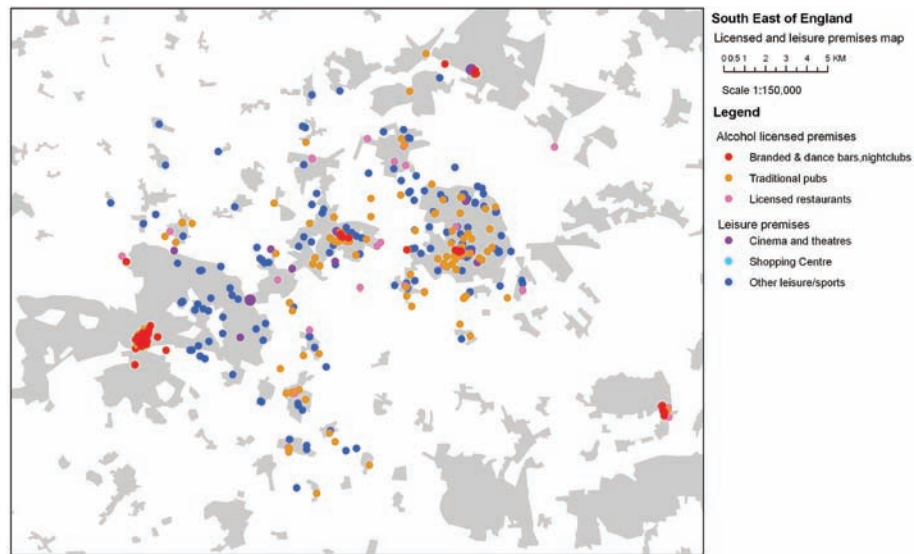 South East of England
Licensed and leisure premises map
0 0.5 1 2 3 4 5 KM
Scale 1:150,000
Legend
Alcohol licensed premises
Branded & dance bars,nightclubs
Traditional pubs
Licensed restaurants
Leisure premises
Cinema and theatres
Shopping Centre
Other leisure/sports